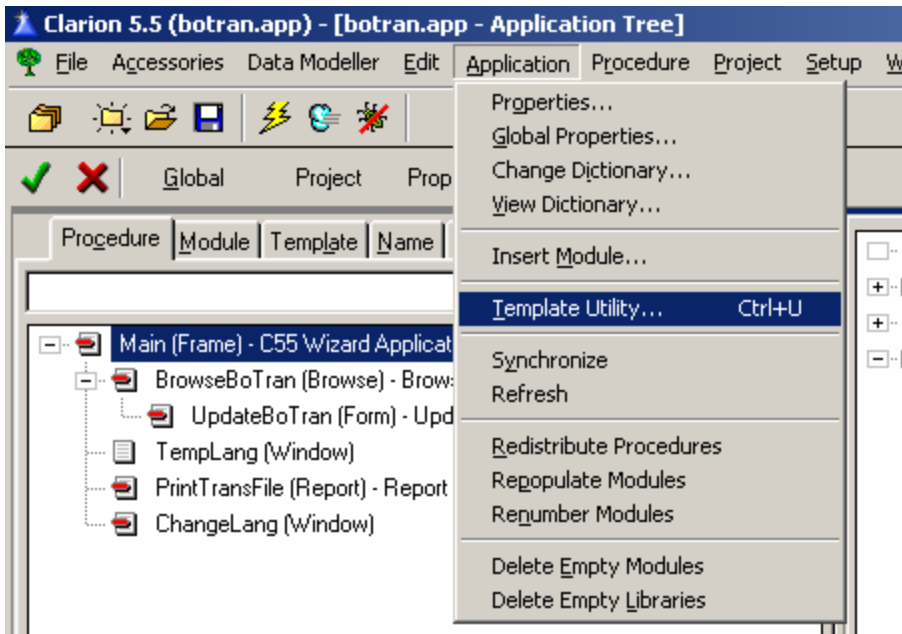 Clarion 5.5 (botran.app) - [botran.app - Application Tree]
File Accessories Data Modeller Edit Application Procedure Project Setup
Global Project Prop
Procedure Module Template Name
Main (Frame) - C55 Wizard Applicat
BrowseBoTran (Browse) - Brow
UpdateBoTran (Form) - Upd
TempLang (Window)
PrintTransFile (Report) - Report
ChangeLang (Window)
Properties...
Global Properties...
Change Dictionary...
View Dictionary...
Insert Module...
Template Utility... Ctrl+U
Synchronize
Refresh
Redistribute Procedures
Repopulate Modules
Renumber Modules
Delete Empty Modules
Delete Empty Libraries